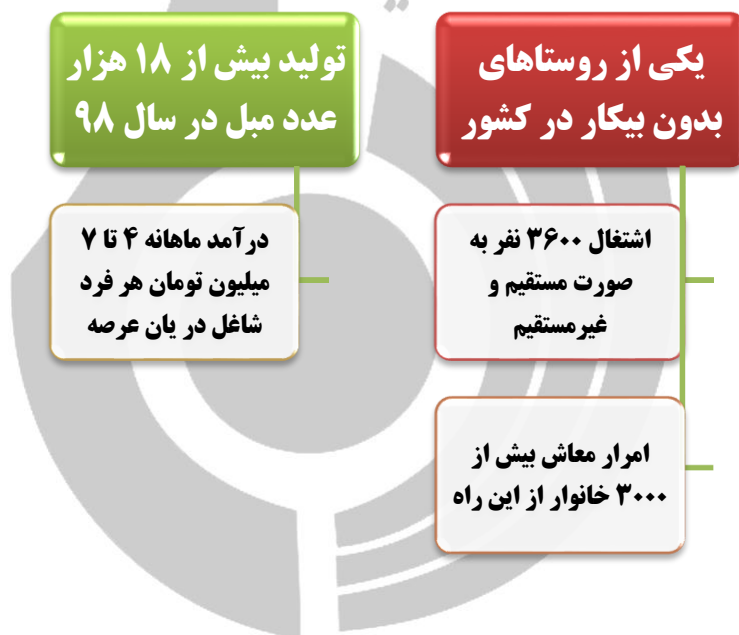 یکی از روستاهای
بدون بیکار در کشور
اشتغال ۳۶۰۰ نفر به
صورت مستقیم و
غیرمستقیم
امرار معاش بیش از
۳۰۰۰ خانوار از این راه
تولید بیش از ۱۸ هزار
عدد مبل در سال ۹۸
درآمد ماهانه ۴ تا ۷
میلیون تومان هر فرد
شاغل در یان عرصه